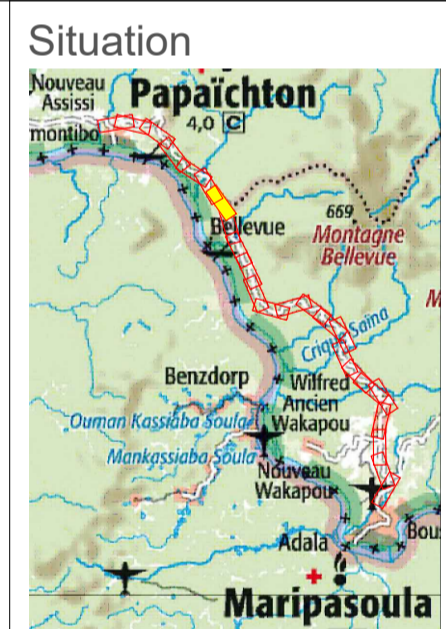 Situation
Nouveau
Assissi
Papaïchton
montibo
4,0 C
Bellevue
669
Montagne
Bellevue
M
Crique Saïna
Benzdorp
Wilfred
Ancien
Wakapou
Ouman Kassiaba Soula
Mankassiaba Soula
Nouveau
Wakapou
Adala
Bous
Maripasoula